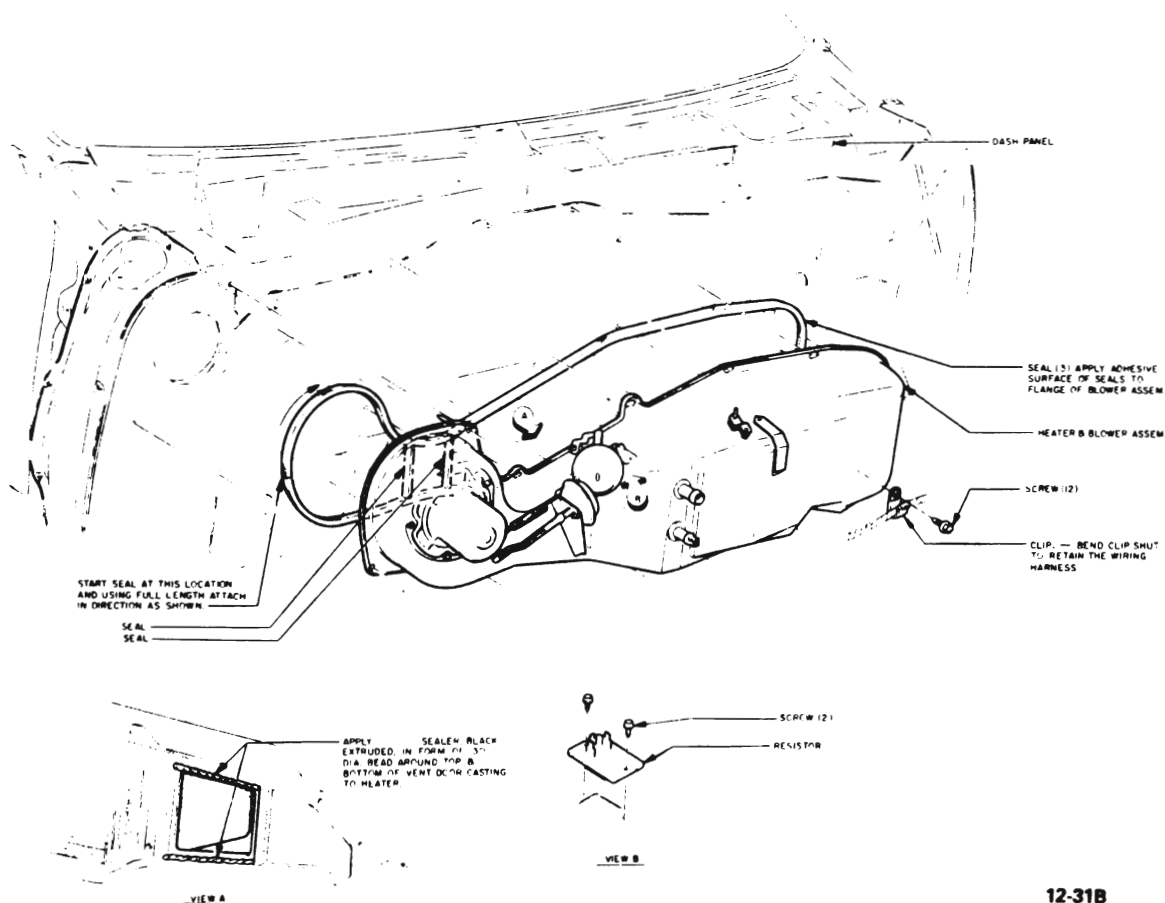 DASH PANEL
SEAL (3) APPLY ADHESIVE
SURFACE OF SEALS TO
FLANGE OF BLOWER ASSEM
HEATER & BLOWER ASSEM
SCREW (12)
CLIP. — BEND CLIP SHUT
TO RETAIN THE WIRING
HARNESS
A
B
START SEAL AT THIS LOCATION
AND USING FULL LENGTH ATTACH
IN DIRECTION AS SHOWN.
SEAL
SEAL
APPLY SEALER BLACK
EXTRUDED, IN FORM OF
DIA. BEAD AROUND TOP &
BOTTOM OF VENT DOOR CASTING
TO HEATER.
VIEW A
SCREW (2)
RESISTOR
VIEW B
12-31B